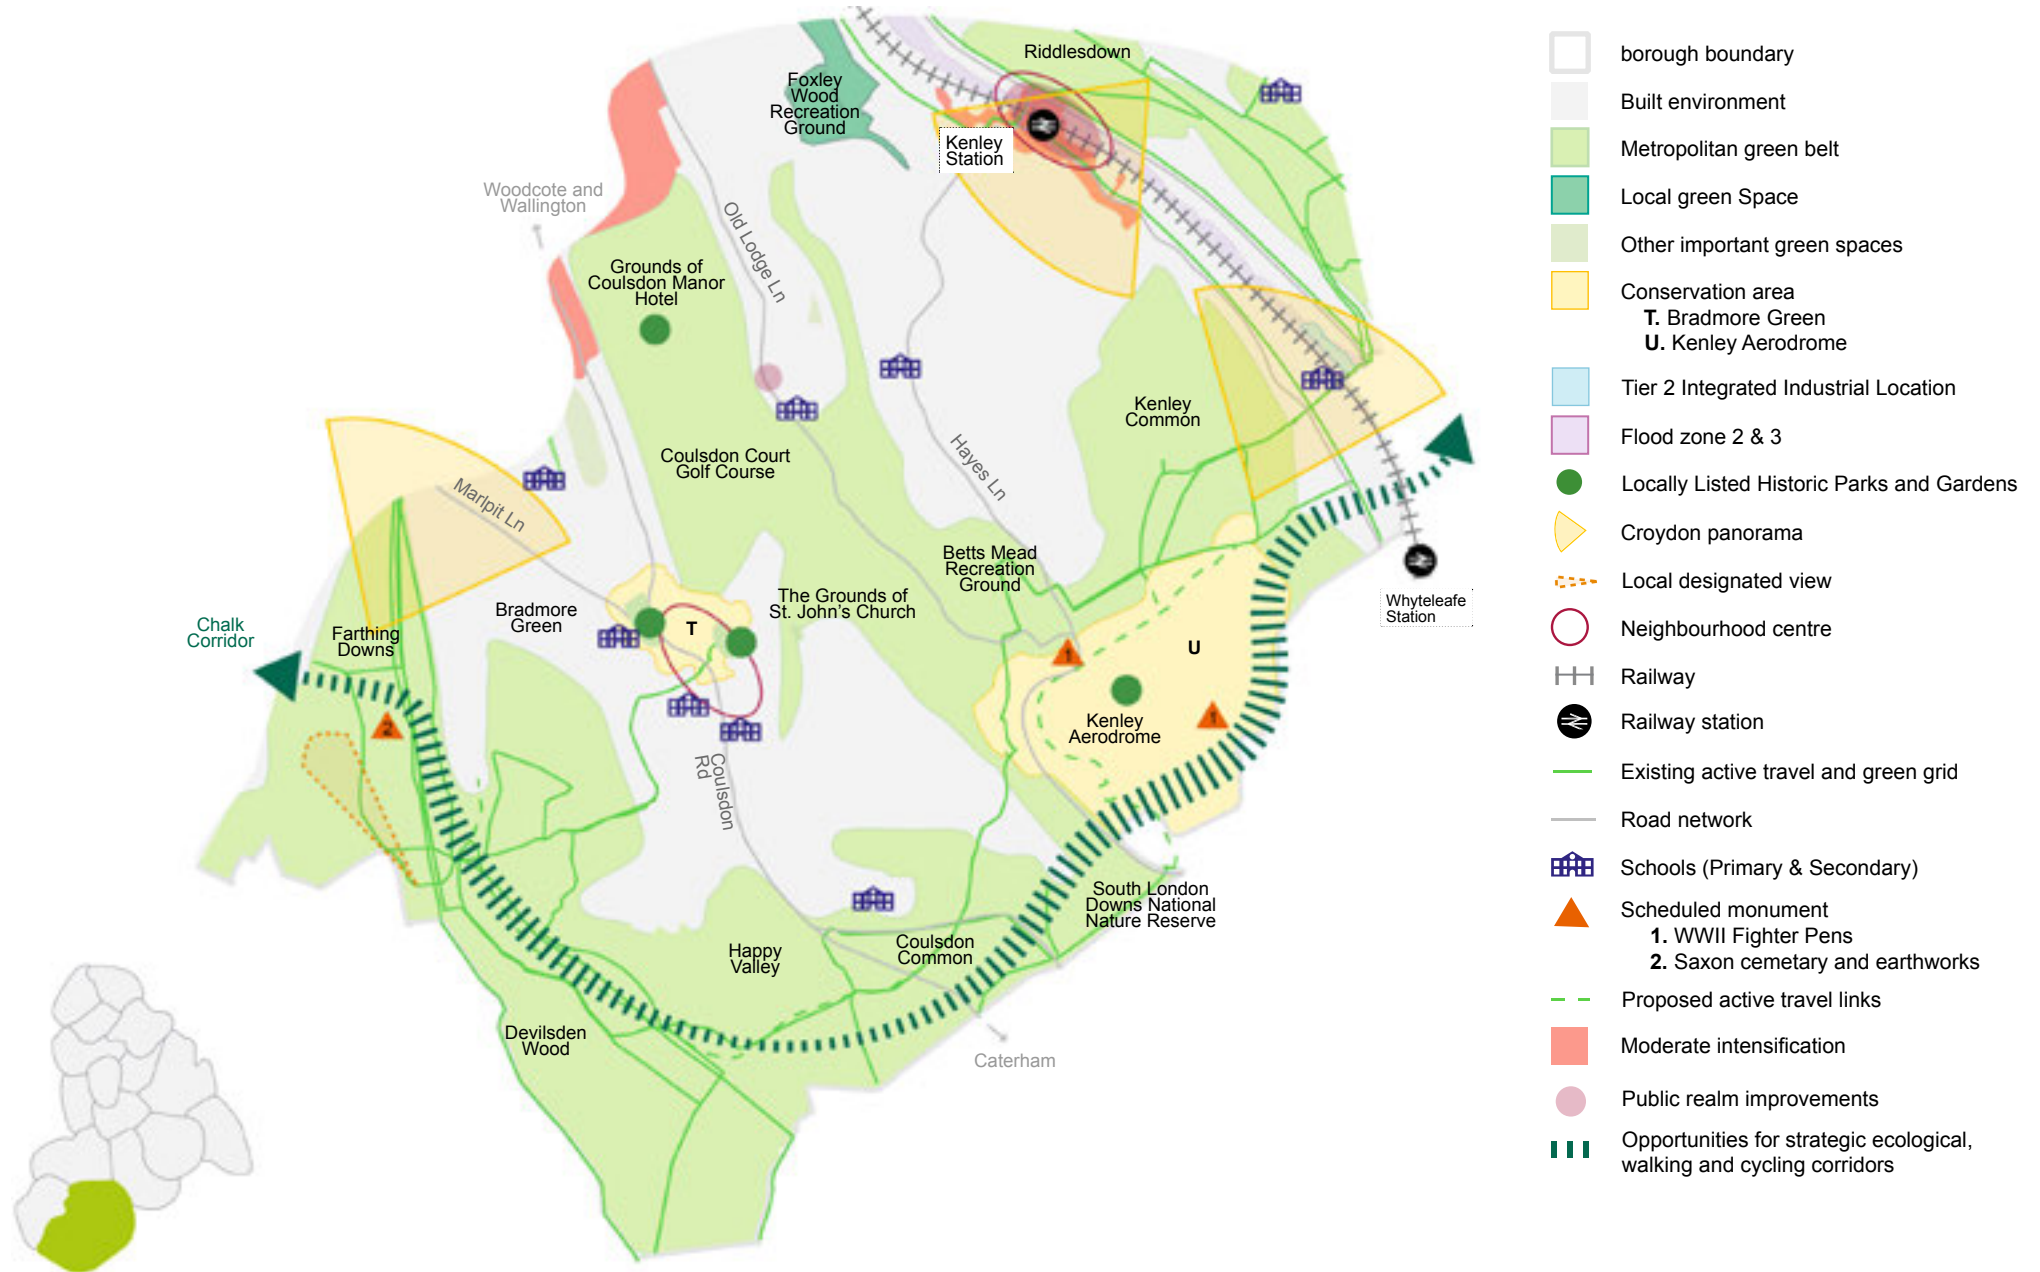 Riddlesdown
Foxley
Wood
Recreation
Ground
Kenley
Station
Woodcote and
Wallington
Old Lodge Ln
Grounds of
Coulsdon Manor
Hotel
Kenley
Common
Coulsdon Court
Golf Course
Hayes Ln
Marlpit Ln
Betts Mead
Recreation
Ground
The Grounds of
St. John's Church
Bradmore
Green
T
Whyteleafe
Station
Chalk
Corridor
Farthing
Downs
1
U
2
1
Kenley
Aerodrome
Coulsdon
Rd
South London
Downs National
Nature Reserve
Coulsdon
Common
Happy
Valley
Devilsden
Wood
Caterham
borough boundary
Built environment
Metropolitan green belt
Local green Space
Other important green spaces
Conservation area
T. Bradmore Green
U. Kenley Aerodrome
Tier 2 Integrated Industrial Location
Flood zone 2 & 3
Locally Listed Historic Parks and Gardens
Croydon panorama
Local designated view
Neighbourhood centre
Railway
Railway station
Existing active travel and green grid
Road network
Schools (Primary & Secondary)
Scheduled monument
1. WWII Fighter Pens
2. Saxon cemetary and earthworks
Proposed active travel links
Moderate intensification
Public realm improvements
Opportunities for strategic ecological,
walking and cycling corridors